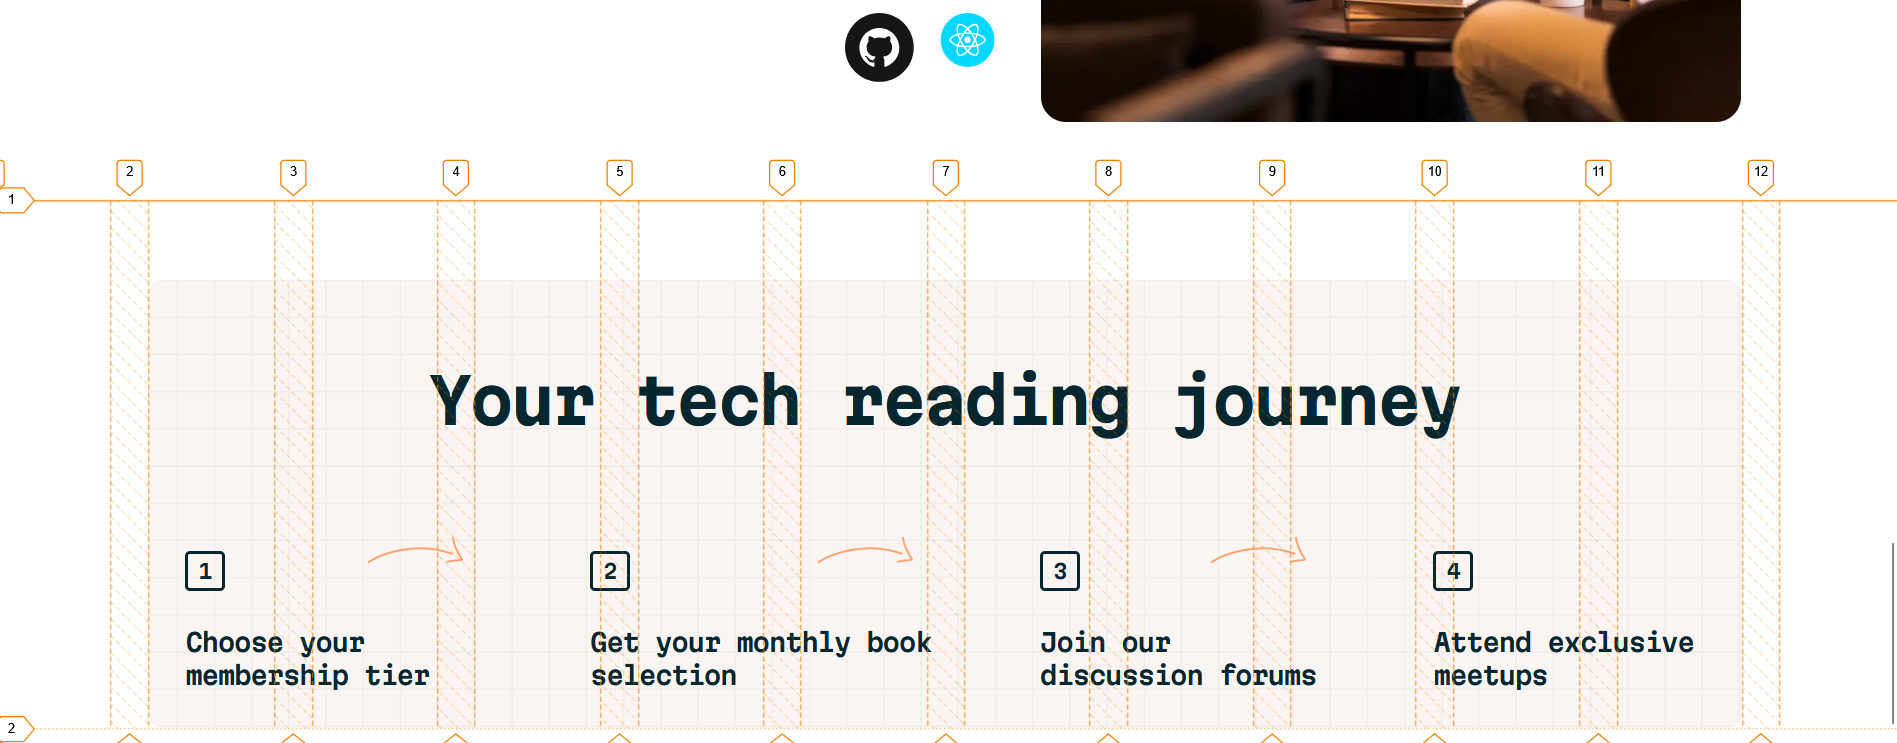 2 3 4 5 6 7 8 9 10 11 12
1
Your tech reading journey
1 2 3 4
Choose your
membership tier
Get your monthly book
selection
Join our
discussion forums
Attend exclusive
meetups
2